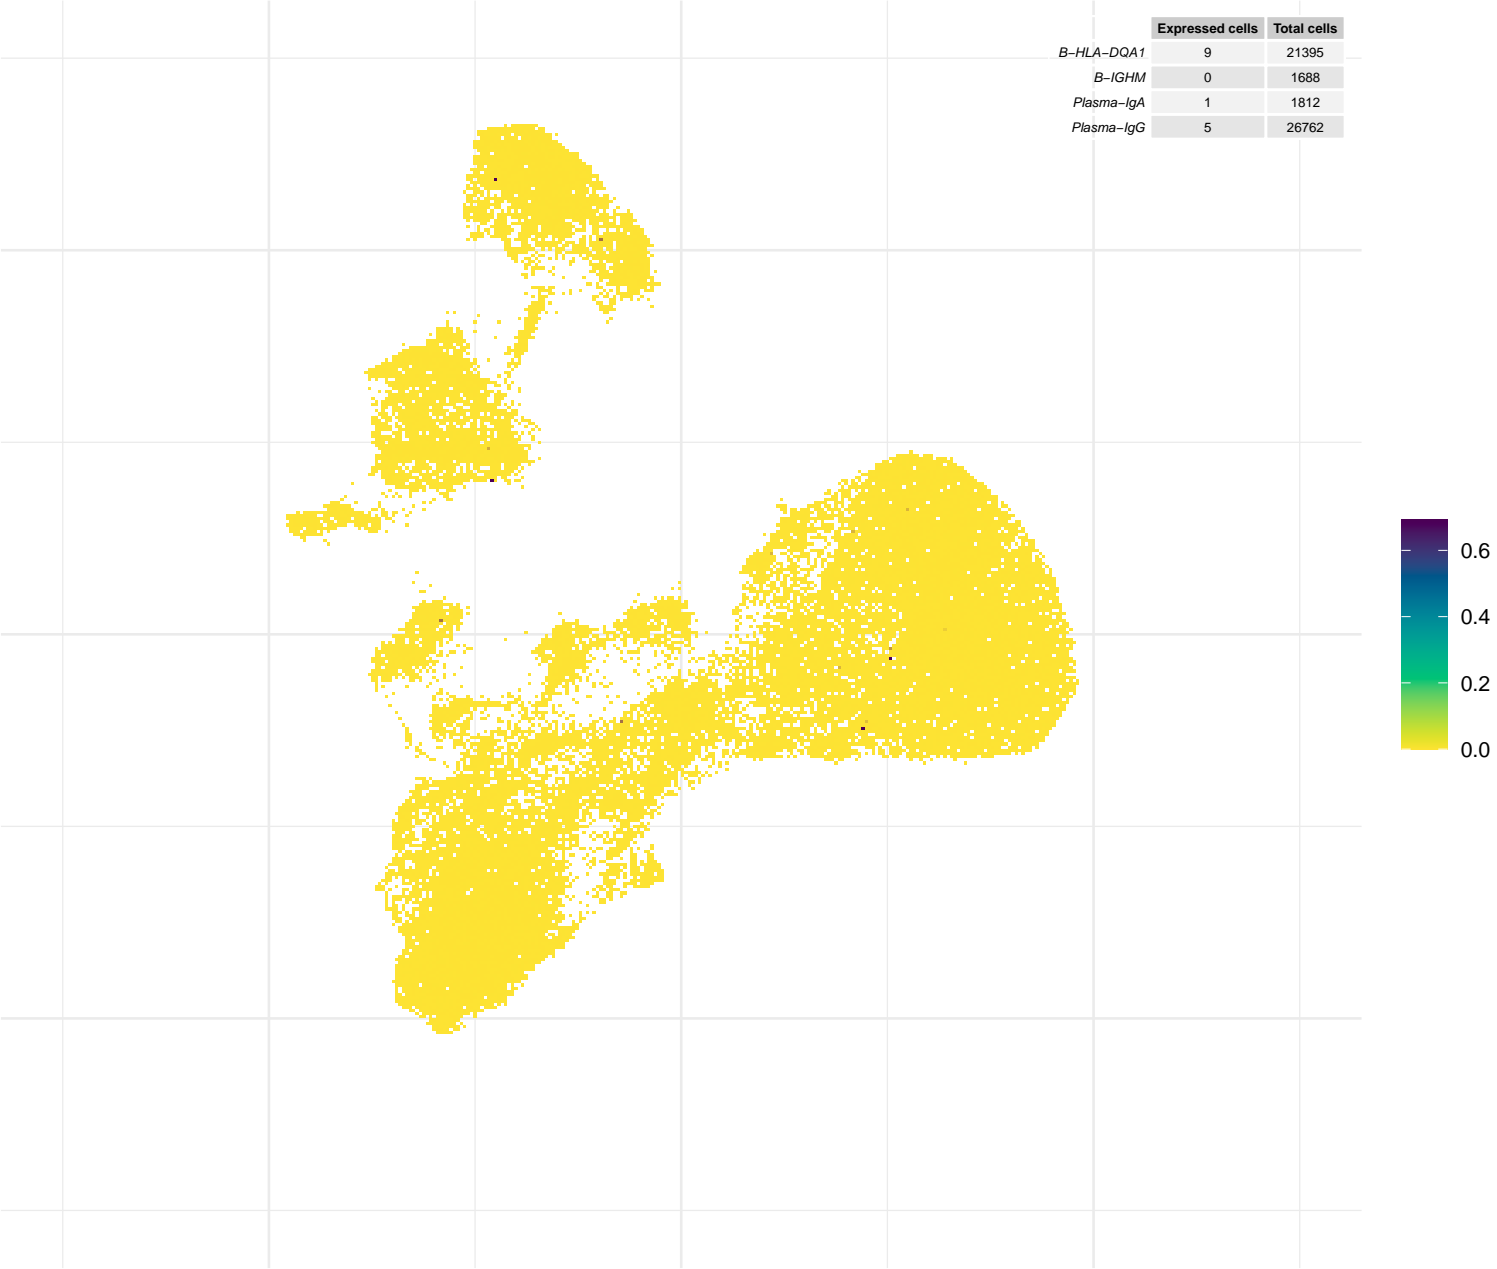 Expressed cells Total cells
B−HLA−DQA1 9 21395
B−IGHM 0 1688
Plasma−IgA 1 1812
Plasma−IgG 5 26762
0.6
0.4
0.2
0.0